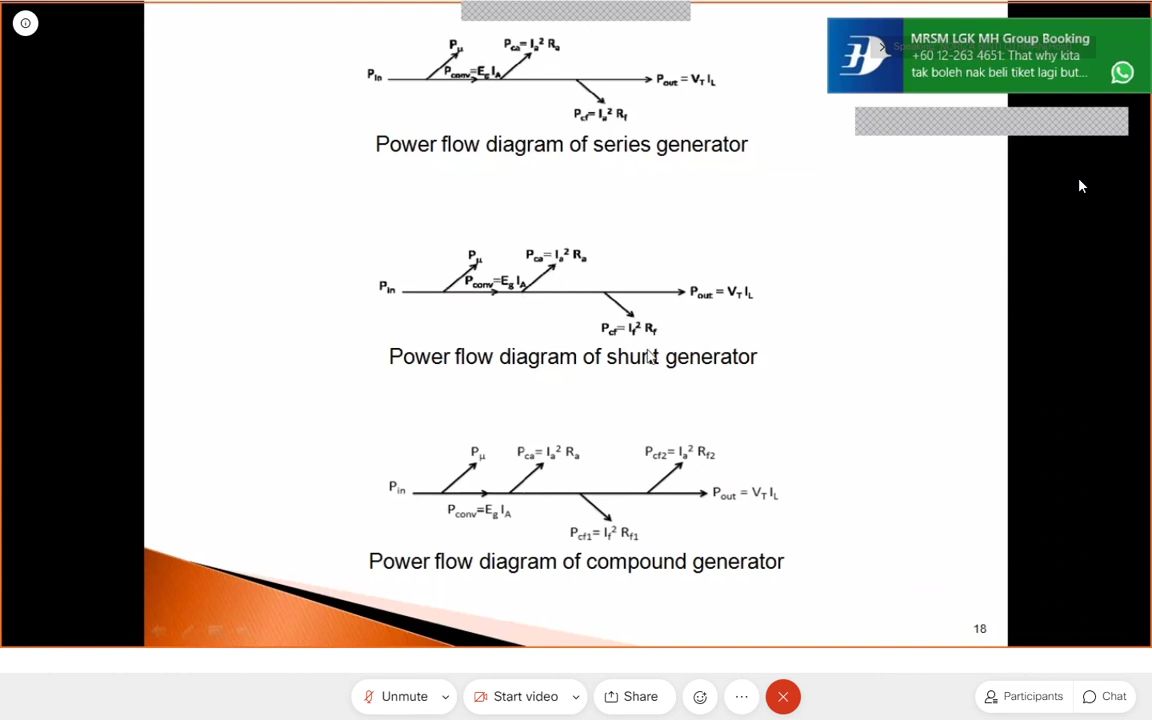 MRSM LGK MH Group Booking
+60 12-263 4651: That why kita
tak boleh nak beli tiket lagi but...
Pμ
Pca= Ia² Ra
Pin
Pconv=Eg IA
Pout = VT IL
Pcf= Ia² Rf
Power flow diagram of series generator
Pμ
Pca= Ia² Ra
Pin
Pconv=Eg IA
Pout = VT IL
Pcf= If² Rf
Power flow diagram of shunt generator
Pμ
Pca= Ia² Ra
Pcf2= Ia² Rf2
Pin
Pout = VT IL
Pconv=Eg IA
Pcf1= If² Rf1
Power flow diagram of compound generator
18
Unmute
Start video
Share
Participants
Chat